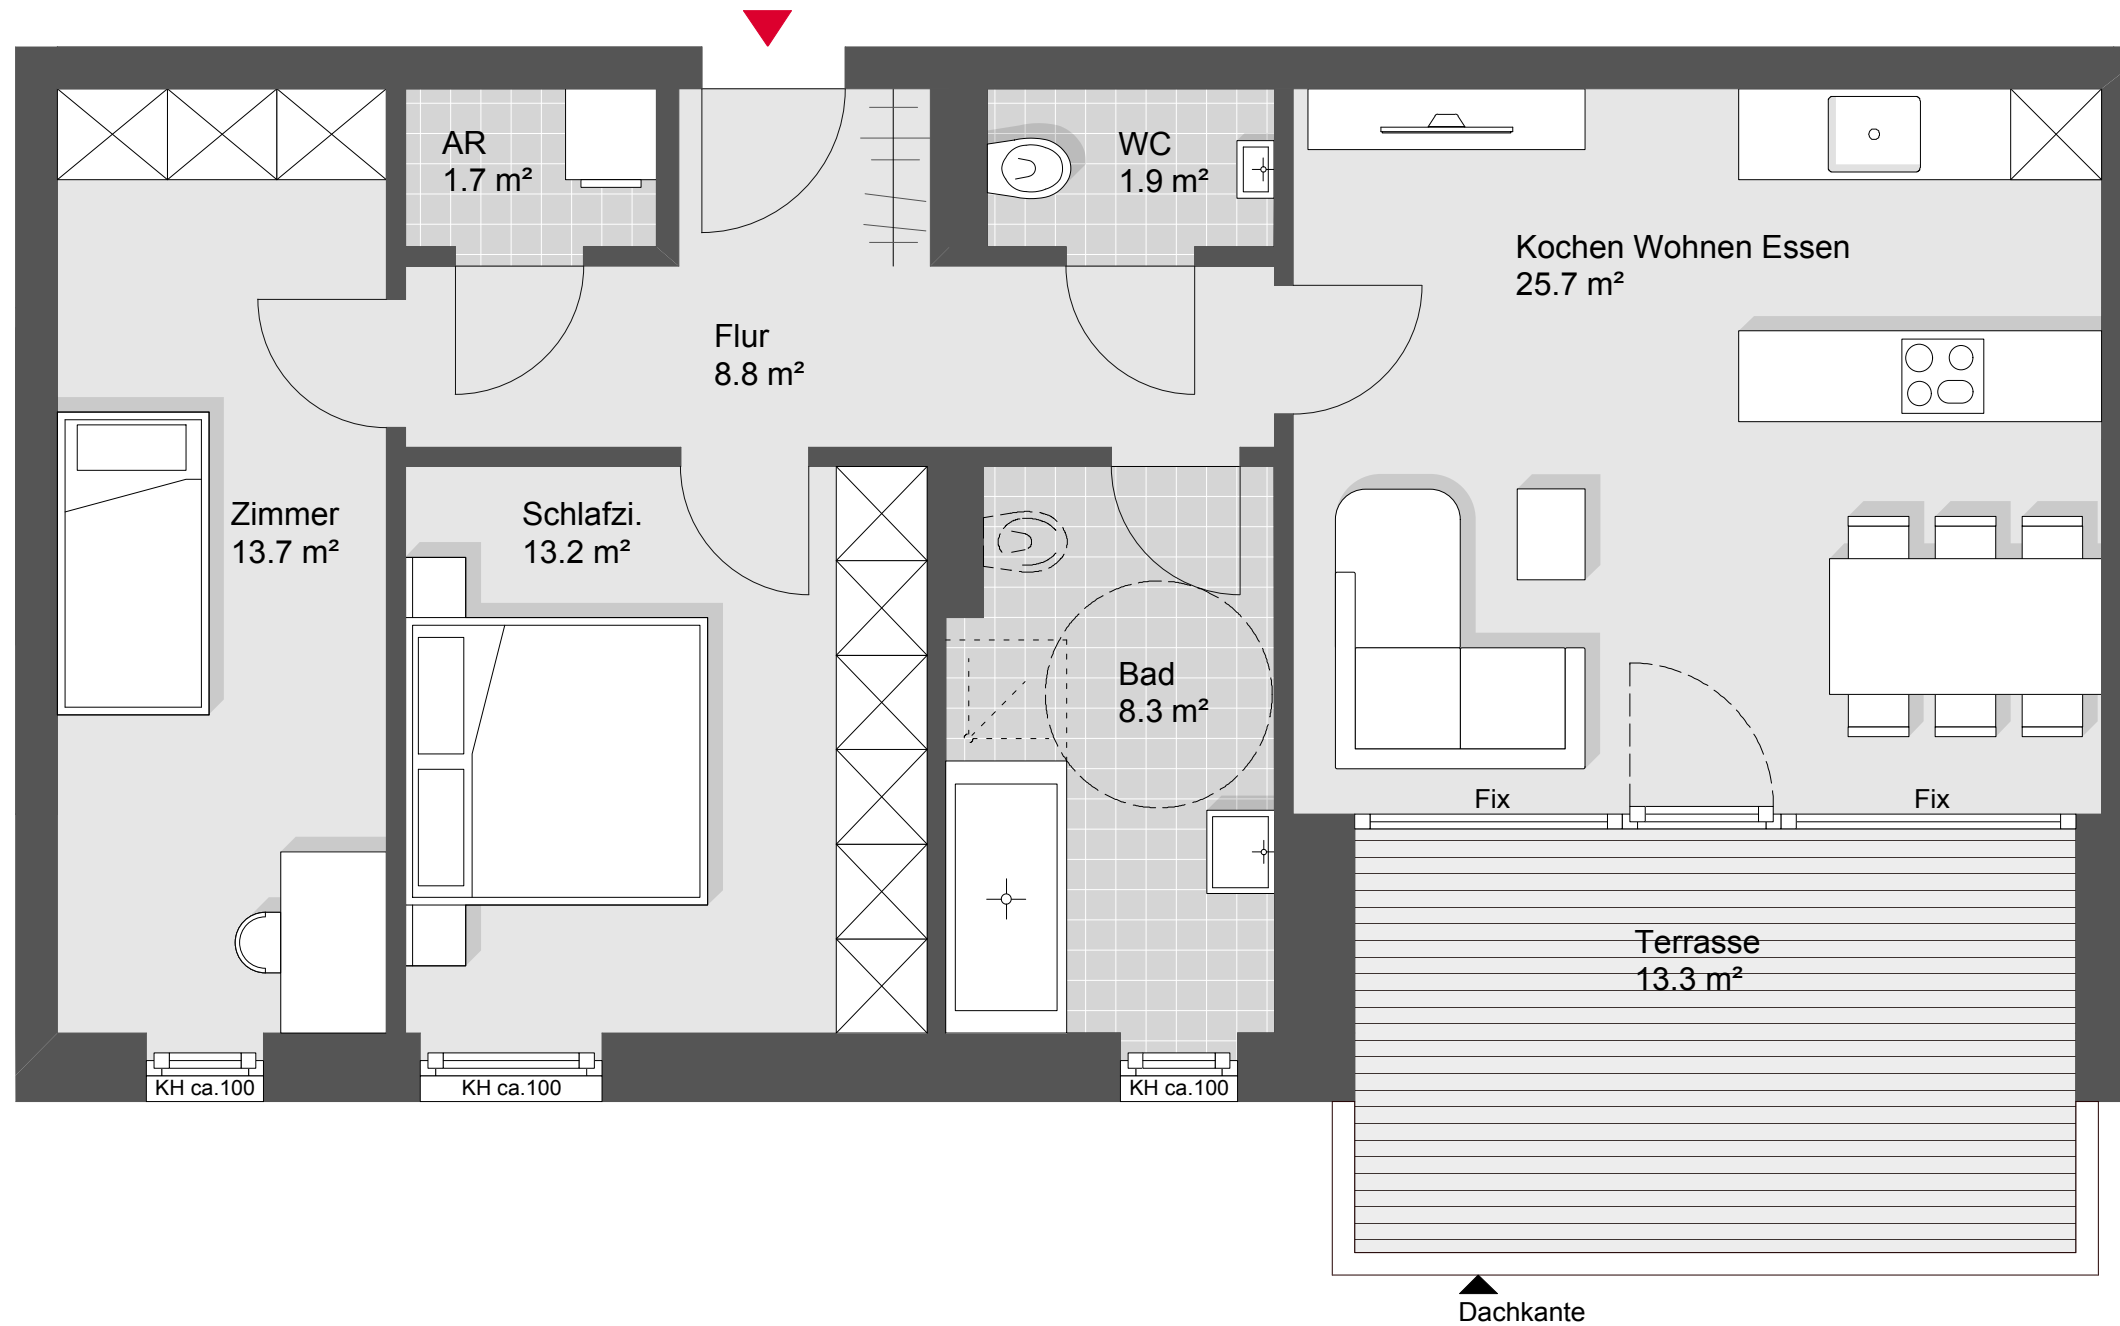 AR
1.7 m²
WC
1.9 m²
Kochen Wohnen Essen
25.7 m²
Flur
8.8 m²
Zimmer
13.7 m²
Schlafzi.
13.2 m²
Bad
8.3 m²
Fix
Fix
Terrasse
13.3 m²
KH ca.100
KH ca.100
KH ca.100
Dachkante